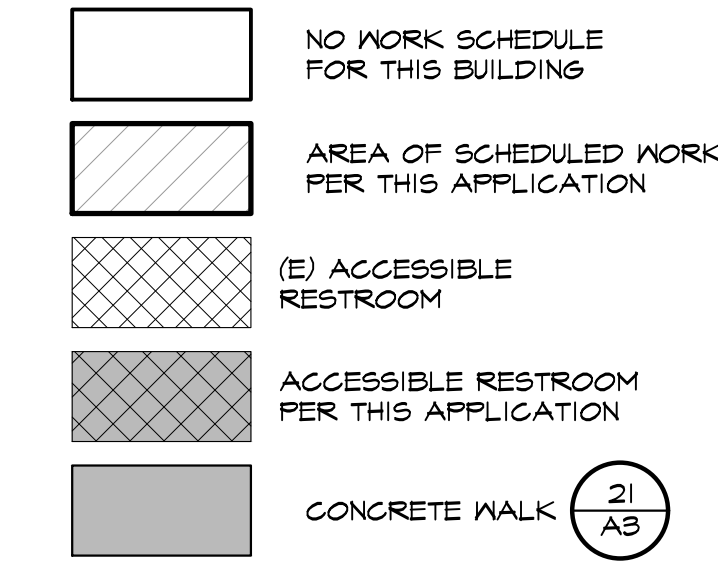 NO WORK SCHEDULE
FOR THIS BUILDING
AREA OF SCHEDULED WORK
PER THIS APPLICATION
(E) ACCESSIBLE
RESTROOM
ACCESSIBLE RESTROOM
PER THIS APPLICATION
CONCRETE WALK
21
A3